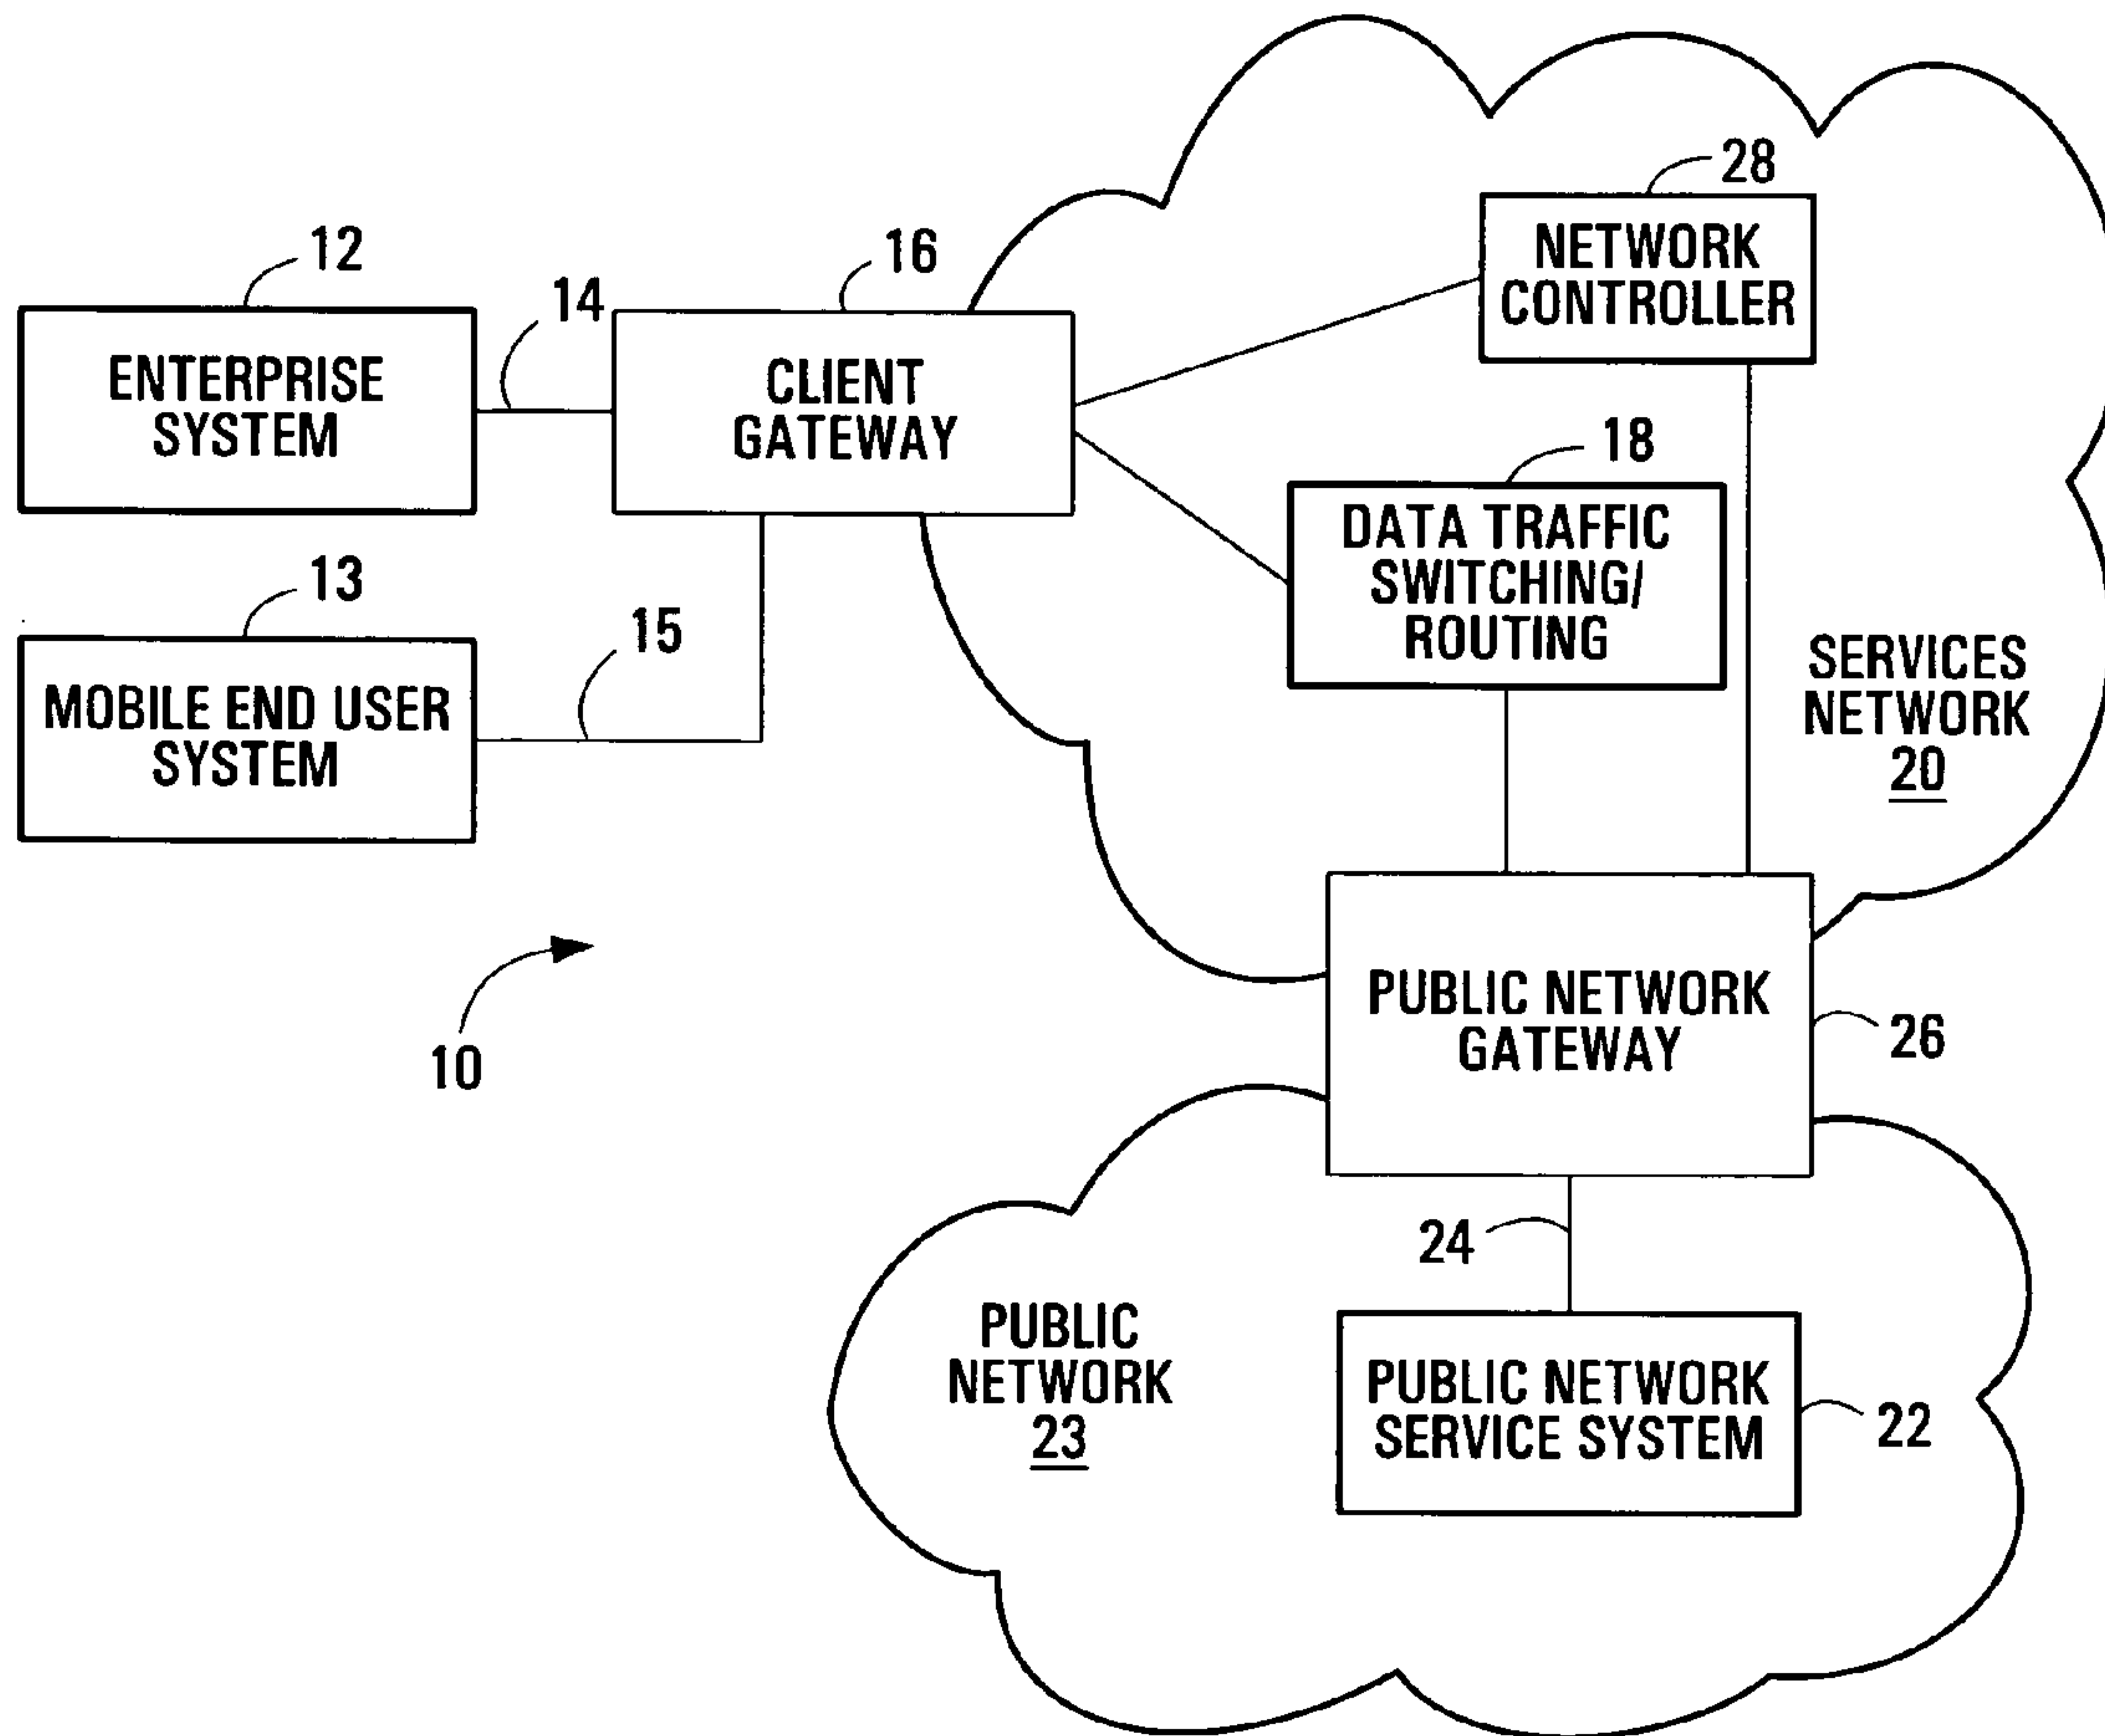 28
NETWORK
CONTROLLER
12
14
16
ENTERPRISE
SYSTEM
CLIENT
GATEWAY
18
DATA TRAFFIC
SWITCHING/
ROUTING
13
15
MOBILE END USER
SYSTEM
SERVICES
NETWORK
20
10
PUBLIC NETWORK
GATEWAY
26
24
PUBLIC
NETWORK
23
PUBLIC NETWORK
SERVICE SYSTEM
22